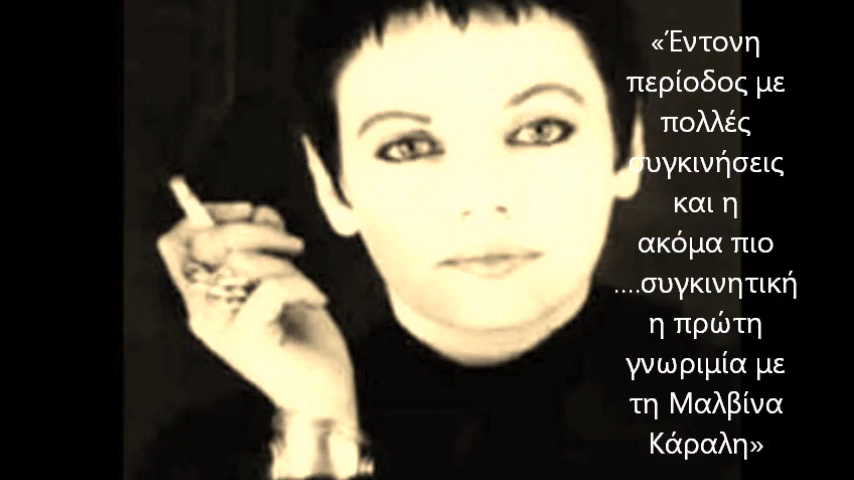 «Έντονη
περίοδος με
πολλές
συγκινήσεις
και η
ακόμα πιο
....συγκινητική
η πρώτη
γνωριμία με
τη Μαλβίνα
Κάραλη»